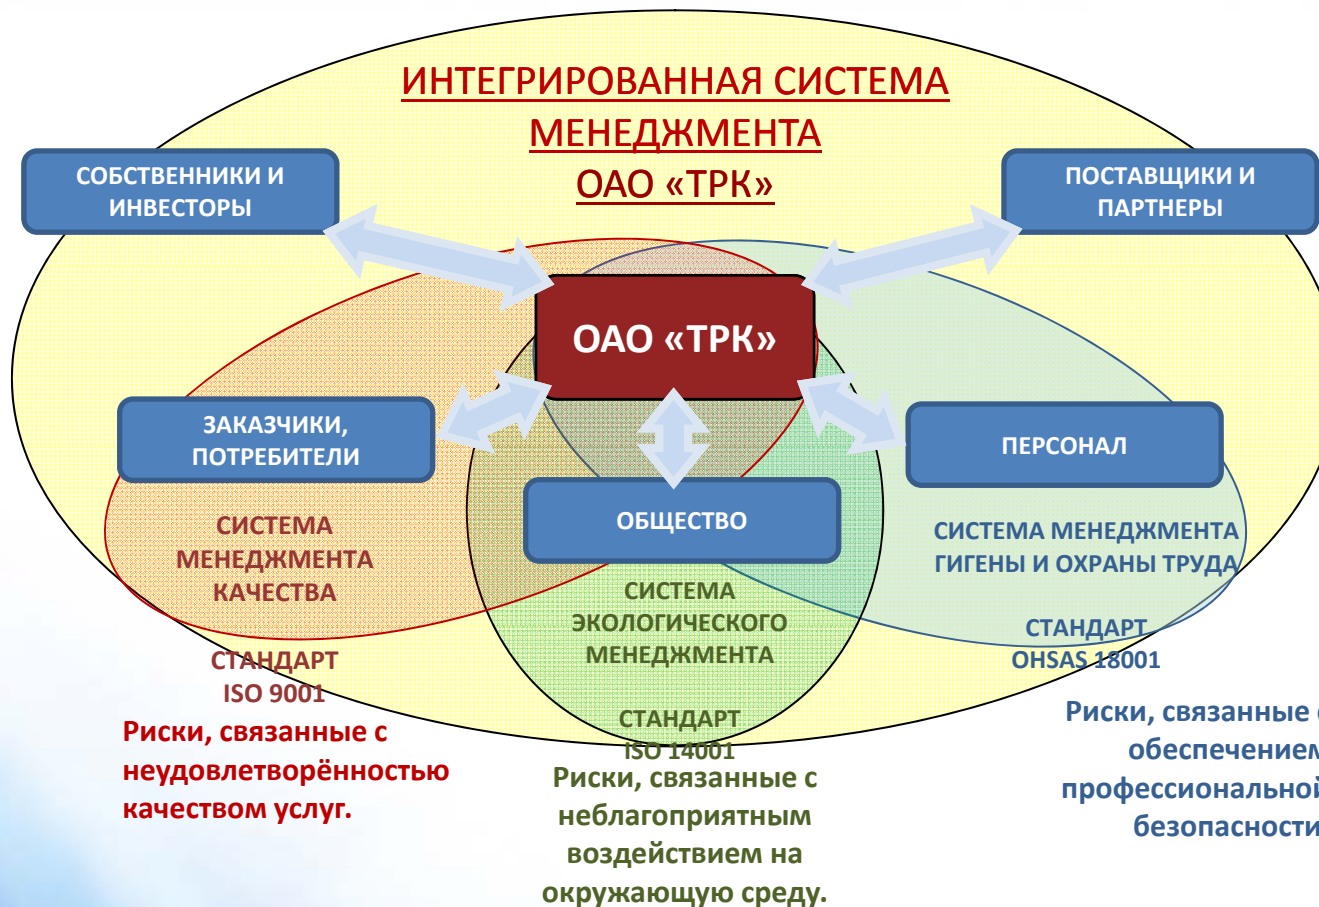 ИНТЕГРИРОВАННАЯ СИСТЕМА
МЕНЕДЖМЕНТА
ОАО «ТРК»
СОБСТВЕННИКИ И
ИНВЕСТОРЫ
ПОСТАВЩИКИ И
ПАРТНЕРЫ
ОАО «ТРК»
ЗАКАЗЧИКИ,
ПОТРЕБИТЕЛИ
ПЕРСОНАЛ
ОБЩЕСТВО
СИСТЕМА
МЕНЕДЖМЕНТА
КАЧЕСТВА
СТАНДАРТ
ISO 9001
Риски, связанные с
неудовлетворённостью
качеством услуг.
СИСТЕМА
ЭКОЛОГИЧЕСКОГО
МЕНЕДЖМЕНТА
СТАНДАРТ
ISO 14001
Риски, связанные с
неблагоприятным
воздействием на
окружающую среду.
СИСТЕМА МЕНЕДЖМЕНТА
ГИГЕНЫ И ОХРАНЫ ТРУДА
СТАНДАРТ
OHSAS 18001
Риски, связанные с
обеспечением
профессиональной
безопасности